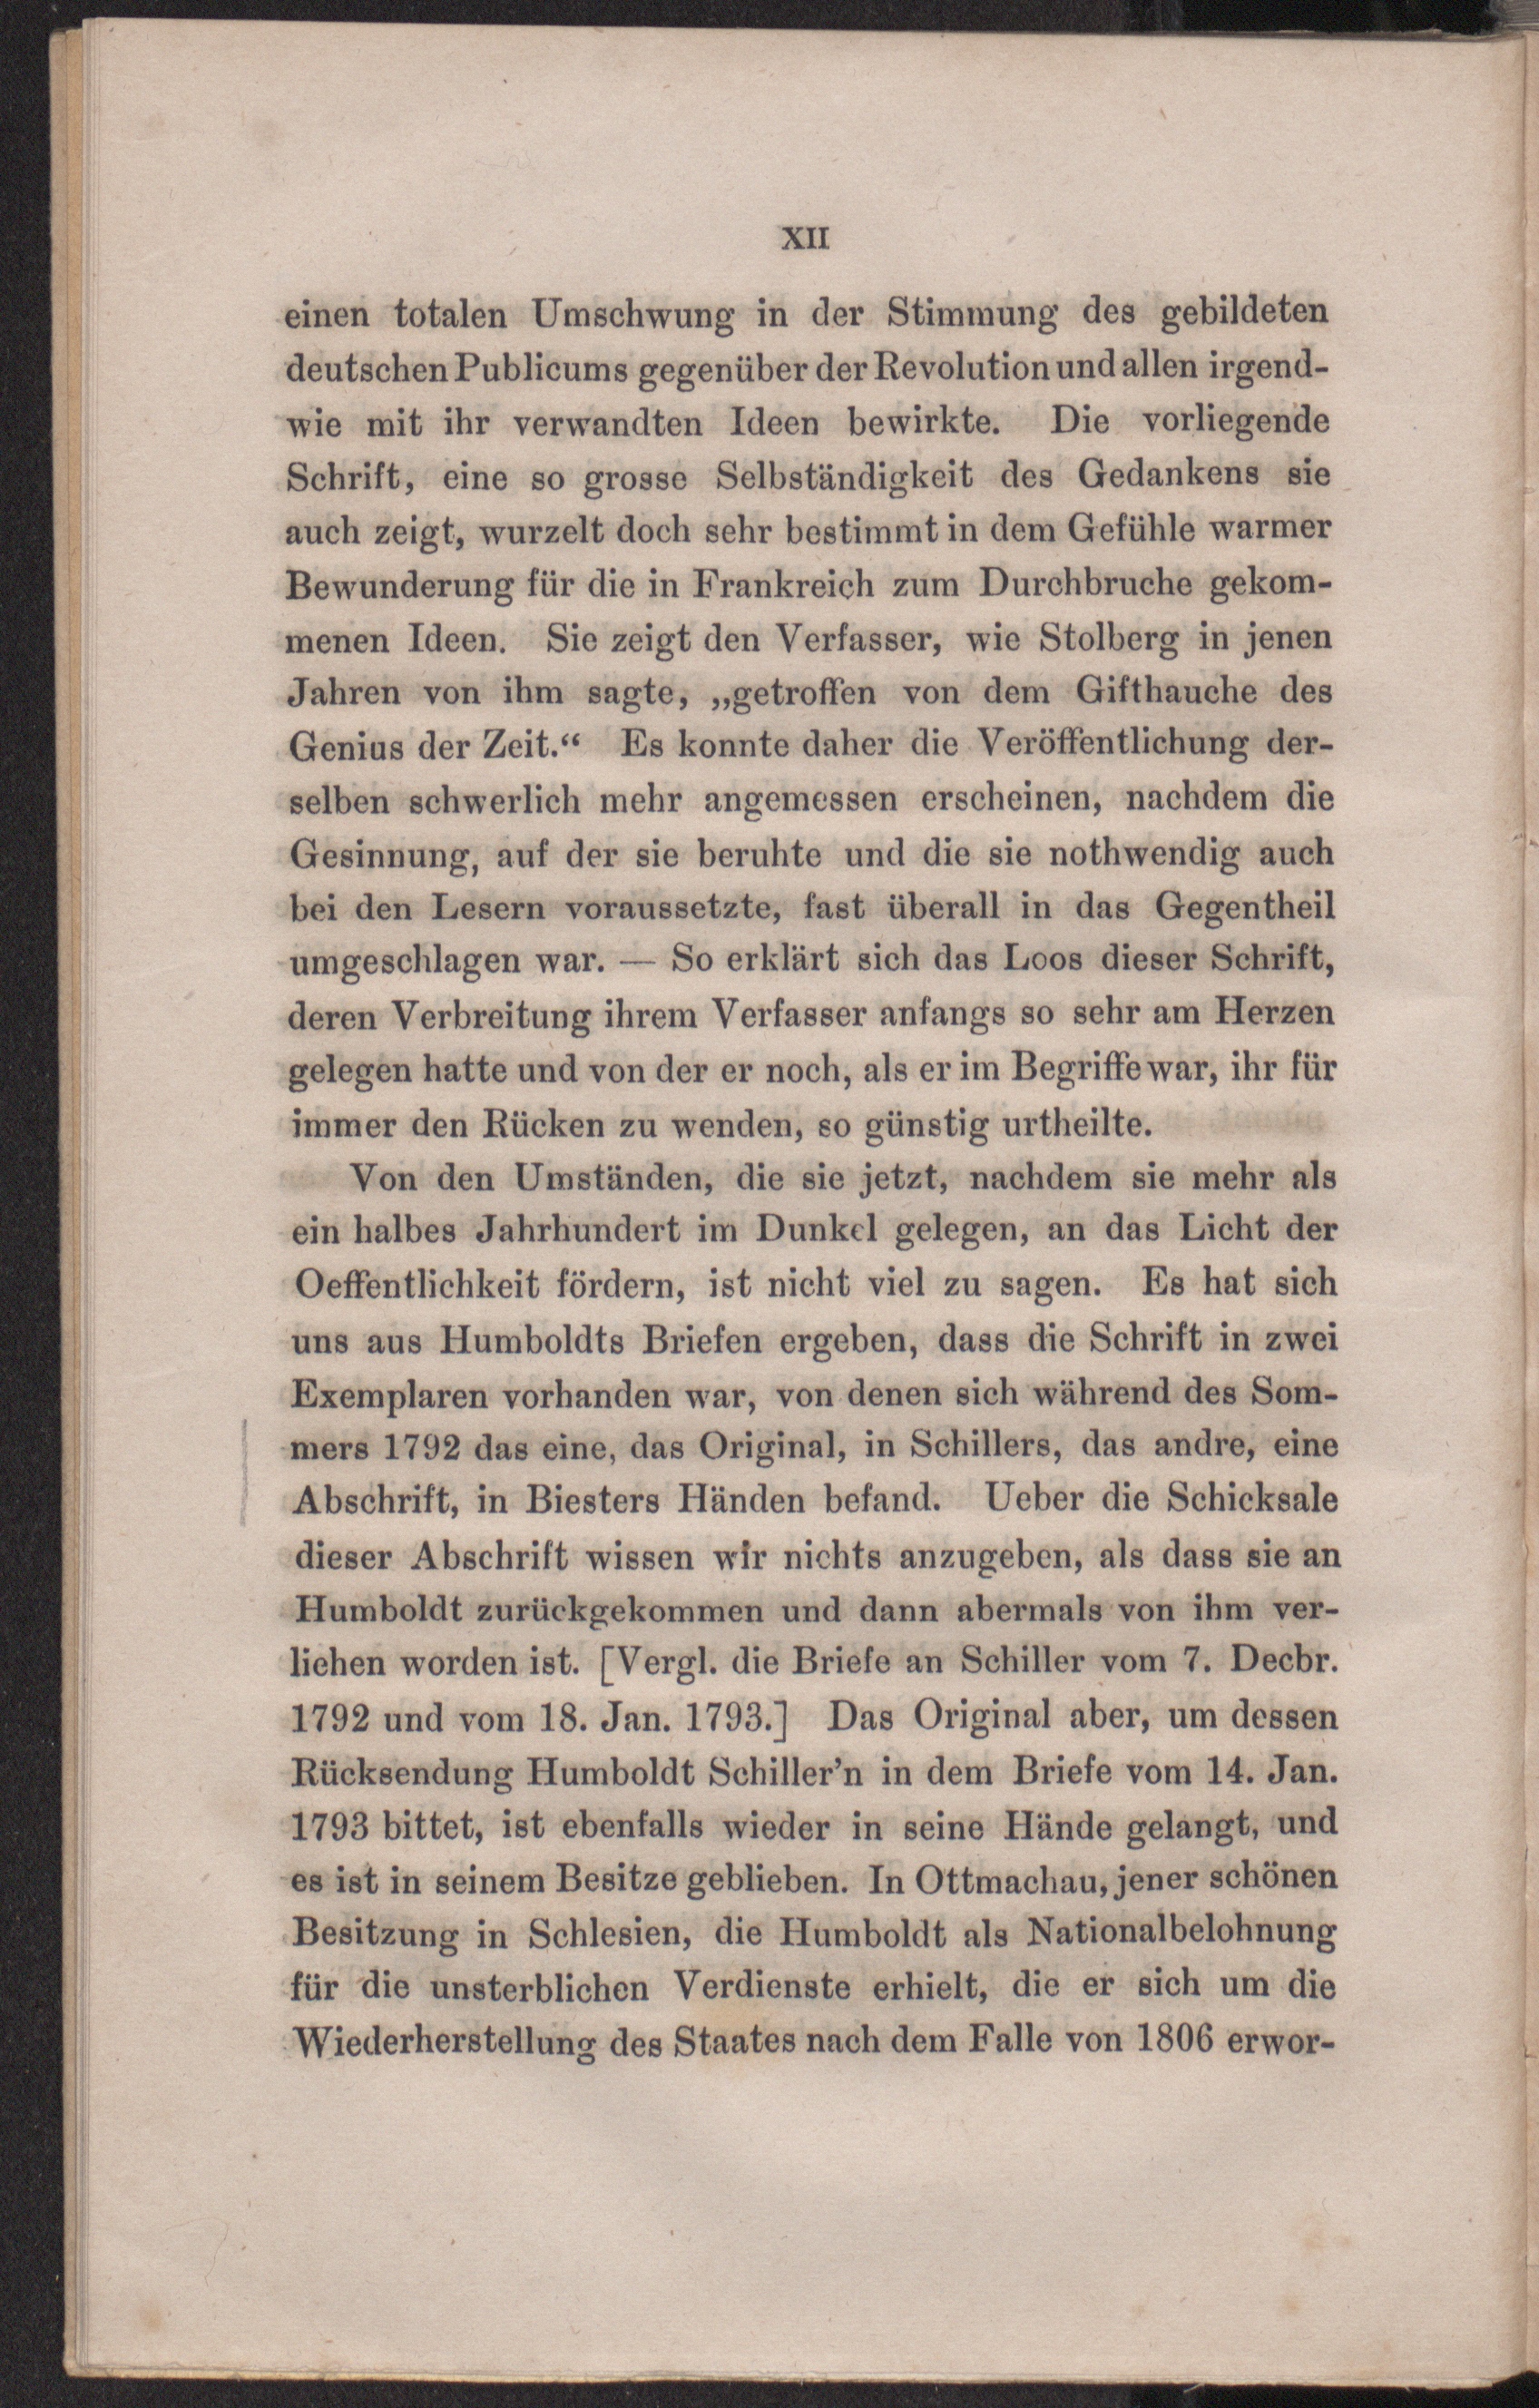 XII
einen totalen Umschwung in der Stimmung des gebildeten
deutschen Publicums gegenüber der Revolution und allen irgend-
wie mit ihr verwandten Ideen bewirkte. Die vorliegende
Schrift, eine so grosse Selbständigkeit des Gedankens sie
auch zeigt, wurzelt doch sehr bestimmt in dem Gefühle warmer
Bewunderung für die in Frankreich zum Durchbruche gekom-
menen Ideen. Sie zeigt den Verfasser, wie Stolberg in jenen
Jahren von ihm sagte, „getroffen von dem Gifthauche des
Genius der Zeit.“ Es konnte daher die Veröffentlichung der-
selben schwerlich mehr angemessen erscheinen, nachdem die
Gesinnung, auf der sie beruhte und die sie nothwendig auch
bei den Lesern voraussetzte, fast überall in das Gegentheil
umgeschlagen war. — So erklärt sich das Loos dieser Schrift,
deren Verbreitung ihrem Verfasser anfangs so sehr am Herzen
gelegen hatte und von der er noch, als er im Begriffe war, ihr für
immer den Rücken zu wenden, so günstig urtheilte.
Von den Umständen, die sie jetzt, nachdem sie mehr als
ein halbes Jahrhundert im Dunkel gelegen, an das Licht der
Oeffentlichkeit fördern, ist nicht viel zu sagen. Es hat sich
uns aus Humboldts Briefen ergeben, dass die Schrift in zwei
Exemplaren vorhanden war, von denen sich während des Som-
mers 1792 das eine, das Original, in Schillers, das andre, eine
Abschrift, in Biesters Händen befand. Ueber die Schicksale
dieser Abschrift wissen wir nichts anzugeben, als dass sie an
Humboldt zurückgekommen und dann abermals von ihm ver-
liehen worden ist. [Vergl. die Briefe an Schiller vom 7. Decbr.
1792 und vom 18. Jan. 1793.] Das Original aber, um dessen
Rücksendung Humboldt Schiller’n in dem Briefe vom 14. Jan.
1793 bittet, ist ebenfalls wieder in seine Hände gelangt, und
es ist in seinem Besitze geblieben. In Ottmachau, jener schönen
Besitzung in Schlesien, die Humboldt als Nationalbelohnung
für die unsterblichen Verdienste erhielt, die er sich um die
Wiederherstellung des Staates nach dem Falle von 1806 erwor-